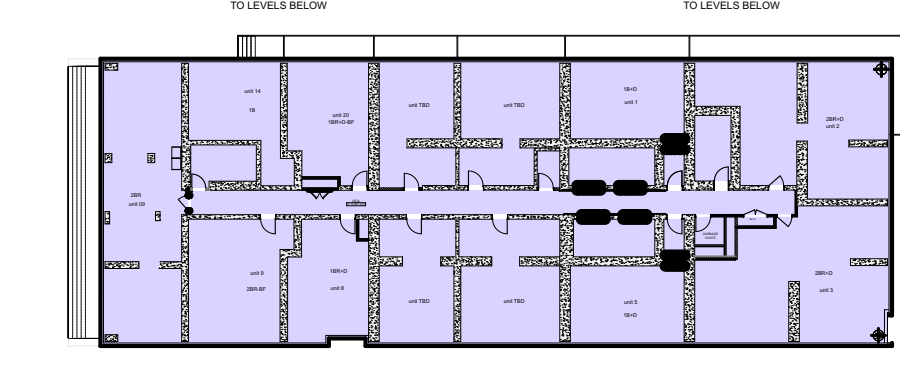 TO LEVELS BELOW
TO LEVELS BELOW
unit 14
1B
unit 20
1BR+D-BF
unit TBD
unit TBD
1B+D
unit 1
2BR+D
unit 2
2BR
unit 09
unit 9
2BR-BF
1BR+D
unit 8
unit TBD
unit TBD
unit 5
1B+D
GARBAGE
CHUTE
2BR+D
unit 3